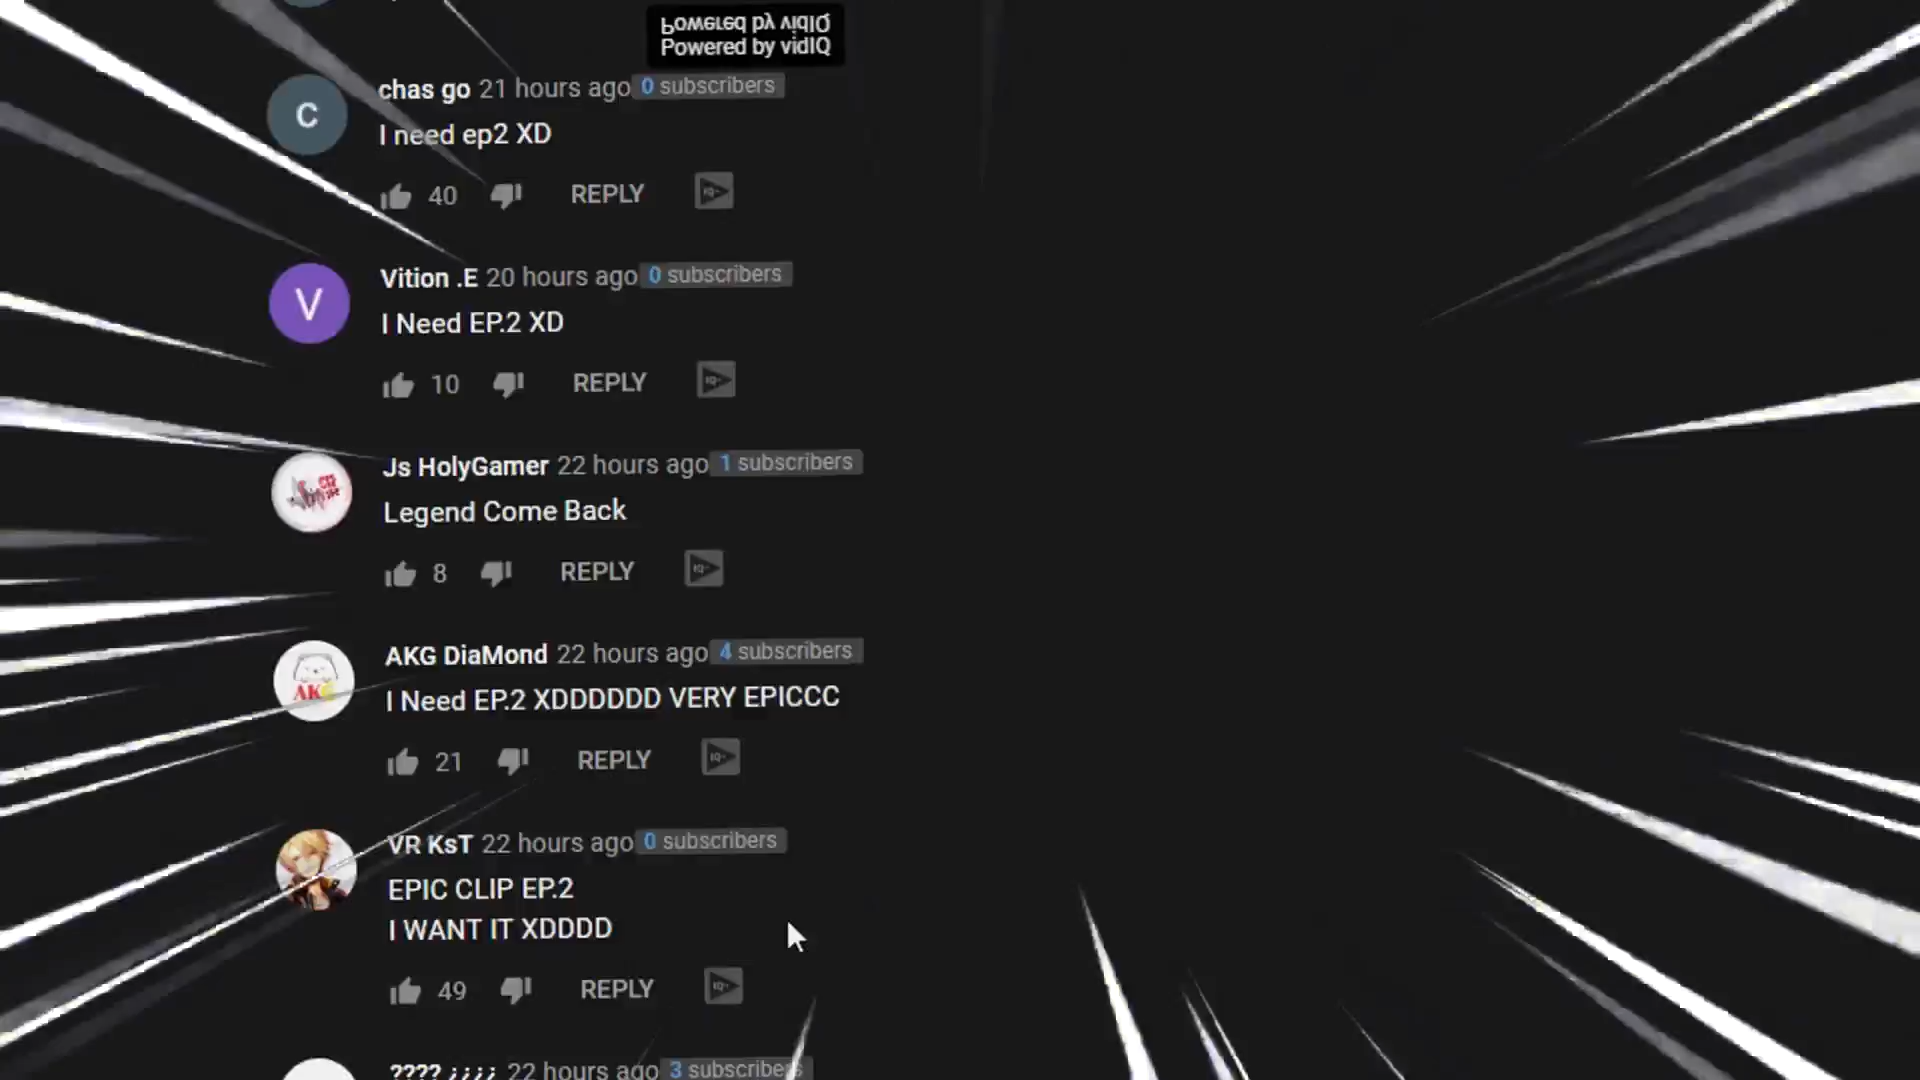 Powered by vidIQ
Powered by vidIQ
C
chas go 21 hours ago 0 subscribers
I need ep2 XD
40 REPLY
V
Vition .E 20 hours ago 0 subscribers
I Need EP.2 XD
10 REPLY
Js HolyGamer 22 hours ago 1 subscribers
Legend Come Back
8 REPLY
AKG
AKG DiaMond 22 hours ago 4 subscribers
I Need EP.2 XDDDDDD VERY EPICCC
21 REPLY
VR KsT 22 hours ago 0 subscribers
EPIC CLIP EP.2
I WANT IT XDDDD
49 REPLY
???? ¿¿¿¿ 22 hours ago 3 subscribers